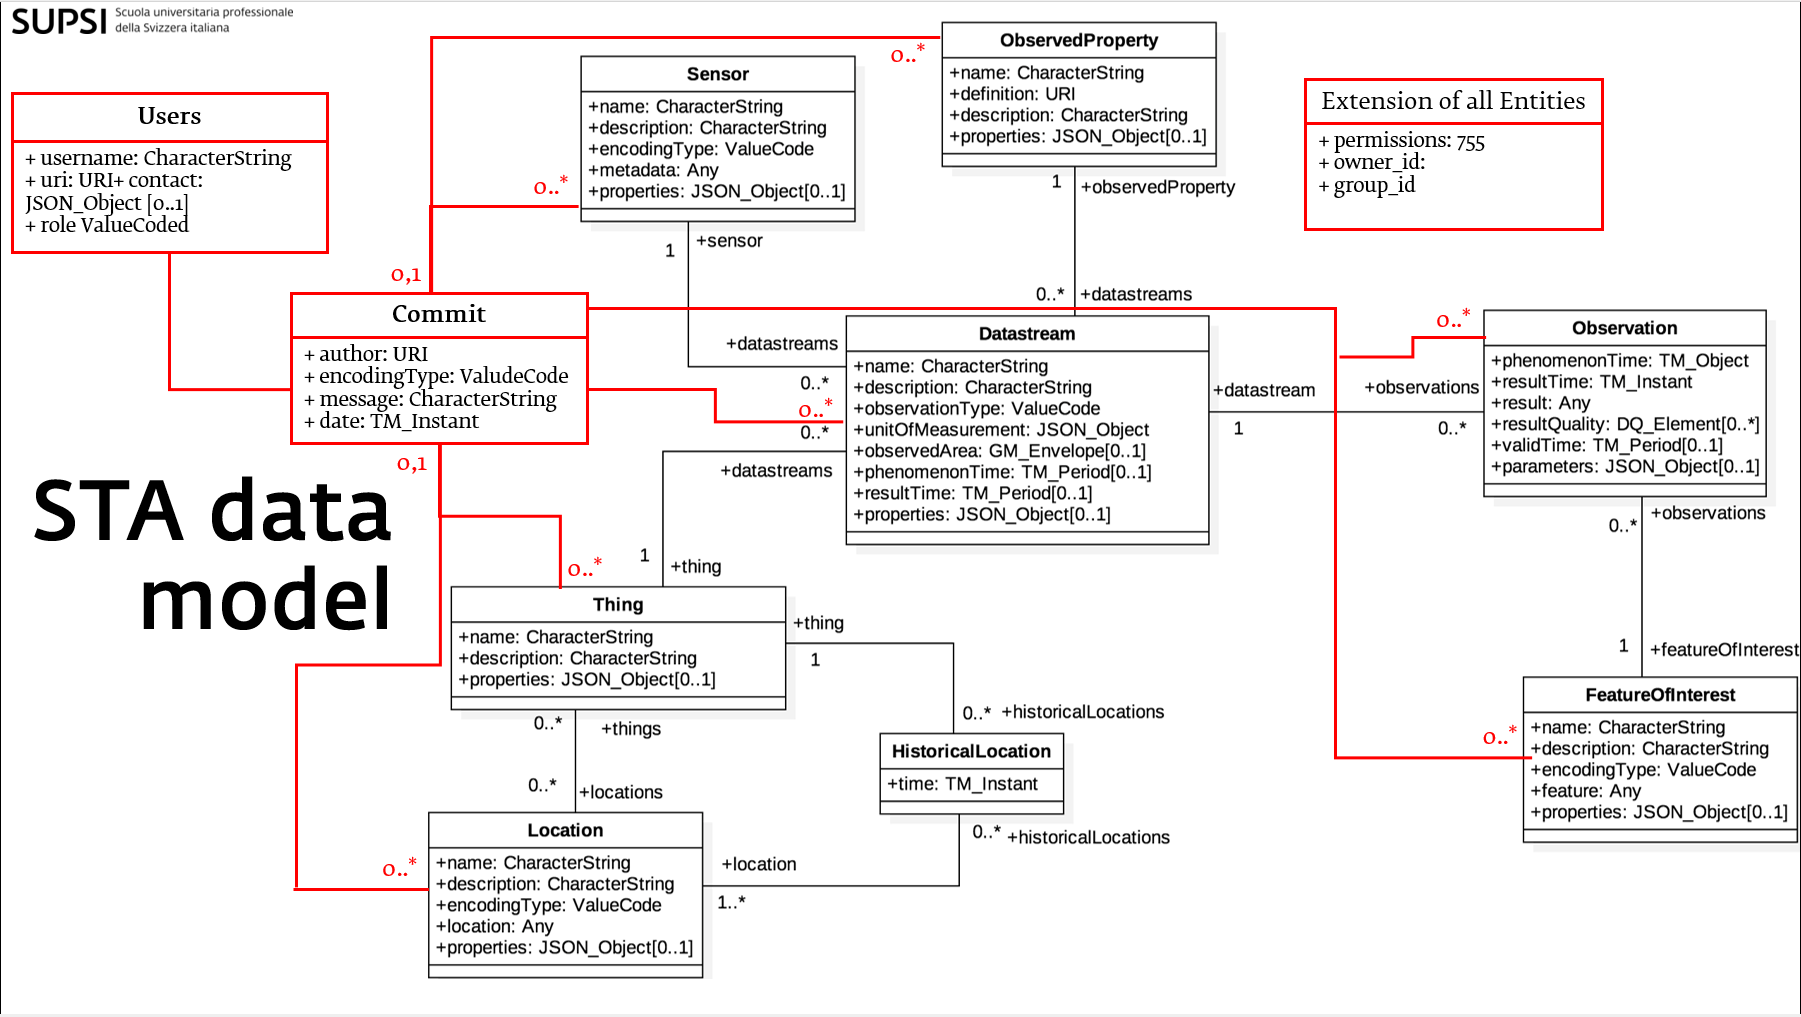 SUPSI
Scuola universitaria professionale
della Svizzera italiana
Users
+ username: CharacterString
+ uri: URI+ contact:
JSON_Object [0..1]
+ role ValueCoded
0,1
Commit
+ author: URI
+ encodingType: ValudeCode
+ message: CharacterString
+ date: TM_Instant
0,1
STA data
model
0..*
Sensor
+name: CharacterString
+description: CharacterString
+encodingType: ValueCode
+metadata: Any
+properties: JSON_Object[0..1]
1
+sensor
+datastreams
0..*
0..*
ObservedProperty
+name: CharacterString
+definition: URI
+description: CharacterString
+properties: JSON_Object[0..1]
1
+observedProperty
0..*
+datastreams
Extension of all Entities
+ permissions: 755
+ owner_id:
+ group_id
0..*
0..*
+datastreams
Datastream
+name: CharacterString
+description: CharacterString
+observationType: ValueCode
+unitOfMeasurement: JSON_Object
+observedArea: GM_Envelope[0..1]
+phenomenonTime: TM_Period[0..1]
+resultTime: TM_Period[0..1]
+properties: JSON_Object[0..1]
+datastream
1
+observations
0..*
0..*
Observation
+phenomenonTime: TM_Object
+resultTime: TM_Instant
+result: Any
+resultQuality: DQ_Element[0..*]
+validTime: TM_Period[0..1]
+parameters: JSON_Object[0..1]
0..*
+observations
1
+featureOfInterest
0..*
FeatureOfInterest
+name: CharacterString
+description: CharacterString
+encodingType: ValueCode
+feature: Any
+properties: JSON_Object[0..1]
1
+thing
0..*
Thing
+name: CharacterString
+description: CharacterString
+properties: JSON_Object[0..1]
+thing
1
0..*
+things
0..*
+locations
0..*
+historicalLocations
HistoricalLocation
+time: TM_Instant
0..*
+historicalLocations
0..*
Location
+name: CharacterString
+description: CharacterString
+encodingType: ValueCode
+location: Any
+properties: JSON_Object[0..1]
+location
1..*